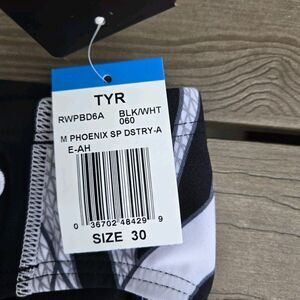 TYR
RWPBD6A BLK/WHT
060
M PHOENIX SP DSTRY-A
E-AH
0 36702 48429 9
SIZE 30